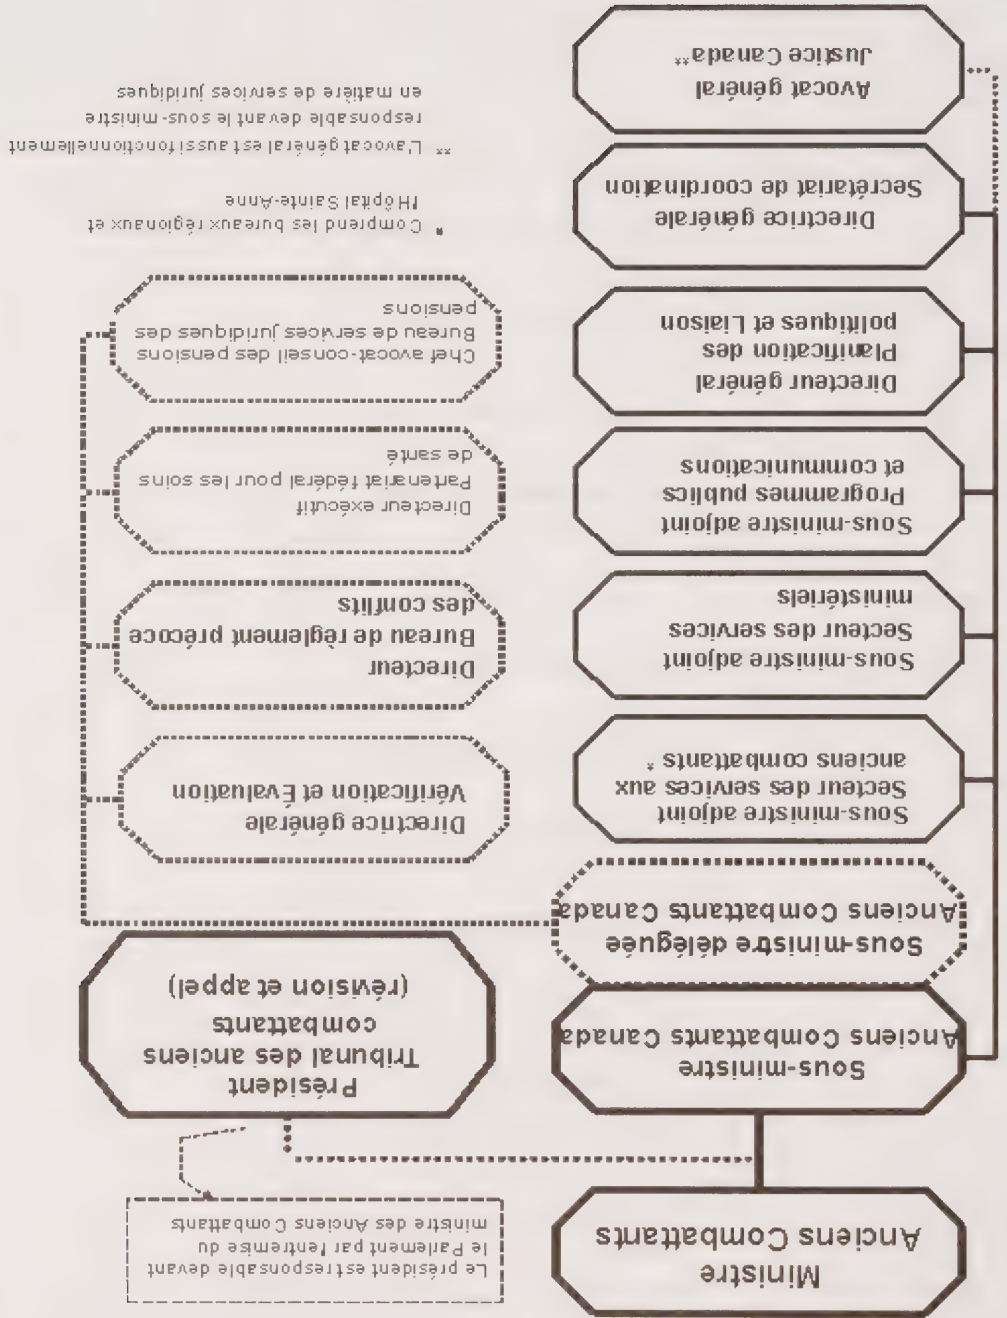 Ministre
Anciens Combattants
Le président est responsable devant
le Parlement par l'entremise du
ministre des Anciens Combattants
Sous-ministre
Anciens Combattants Canada
Président
Tribunal des anciens
combattants
(révision et appel)
Sous-ministre déléguée
Anciens Combattants Canada
Sous-ministre adjoint
Secteur des services aux
anciens combattants *
Sous-ministre adjoint
Secteur des services
ministériels
Sous-ministre adjoint
Programmes publics
et communications
Directeur général
Planification des
politiques et Liaison
Directrice générale
Secrétariat de coordination
Avocat général
Justice Canada**
Directrice générale
Vérification et Évaluation
Directeur
Bureau de règlement précoce
des conflits
Directeur exécutif
Partenariat fédéral pour les soins
de santé
Chef avocat-conseil des pensions
Bureau de services juridiques des
pensions
* Comprend les bureaux régionaux et
l'Hôpital Sainte-Anne
** L'avocat général est aussi fonctionnellement
responsable devant le sous-ministre
en matière de services juridiques